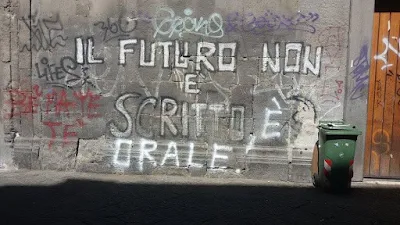 IL FUTURO NON
E
SCRITTO È
ORALE!